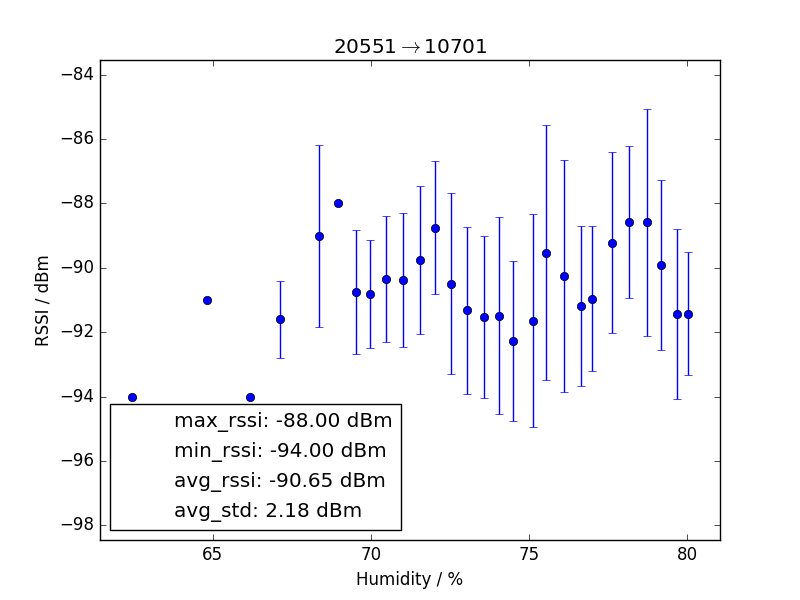 20551→10701
RSSI / dBm
−84
−86
−88
−90
−92
−94
−96
−98
max_rssi: -88.00 dBm
min_rssi: -94.00 dBm
avg_rssi: -90.65 dBm
avg_std: 2.18 dBm
65 70 75 80
Humidity / %